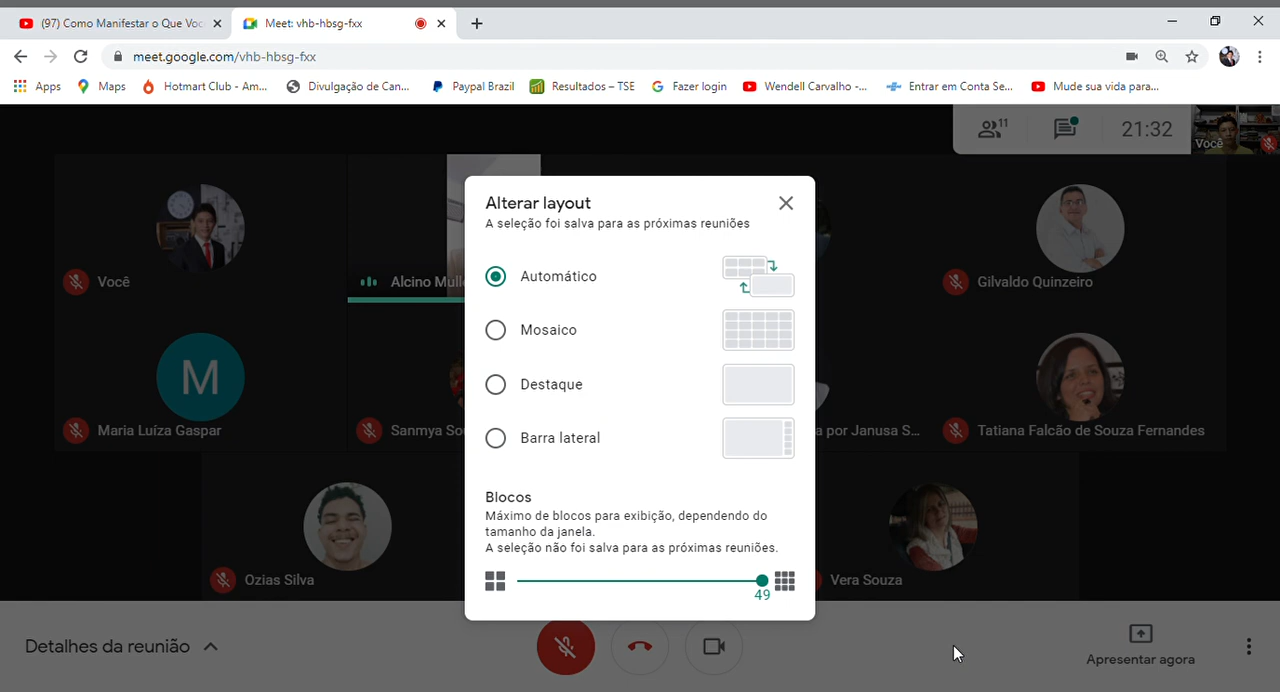 (97) Como Manifestar o Que Voc
Meet: vhb-hbsg-fxx
meet.google.com/vhb-hbsg-fxx
Apps
Maps
Hotmart Club - Am...
Divulgação de Can...
Paypal Brazil
Resultados – TSE
Fazer login
Wendell Carvalho -...
Entrar em Conta Se...
Mude sua vida para...
11
21:32
Você
Alterar layout
A seleção foi salva para as próximas reuniões
Automático
Mosaico
Destaque
Barra lateral
Blocos
Máximo de blocos para exibição, dependendo do
tamanho da janela.
A seleção não foi salva para as próximas reuniões.
49
Você
Alcino Mull
Gilvaldo Quinzeiro
M
Maria Luíza Gaspar
Sanmya Sou
a por Janusa S...
Tatiana Falcão de Souza Fernandes
Ozias Silva
Vera Souza
Detalhes da reunião
Apresentar agora